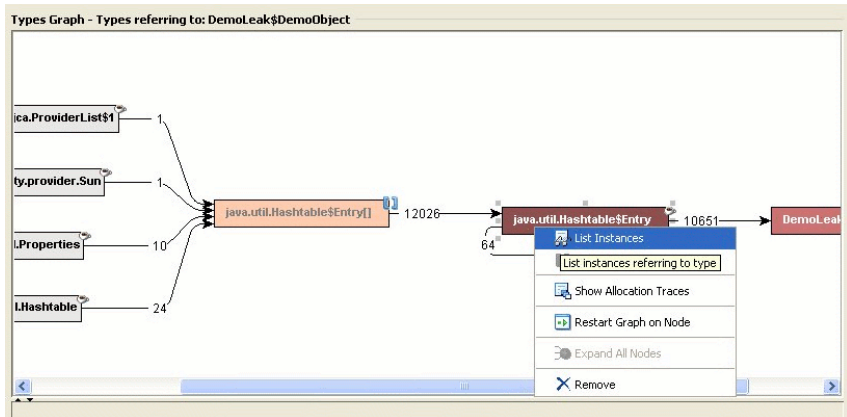 Types Graph - Types referring to: DemoLeak$DemoObject
jca.ProviderList$1
1
ty.provider.Sun
1
java.util.Hashtable$Entry[]
12026
java.util.Hashtable$Entry
10651
DemoLeak
l.Properties
10
64
List Instances
List instances referring to type
l.Hashtable
24
Show Allocation Traces
Restart Graph on Node
Expand All Nodes
Remove